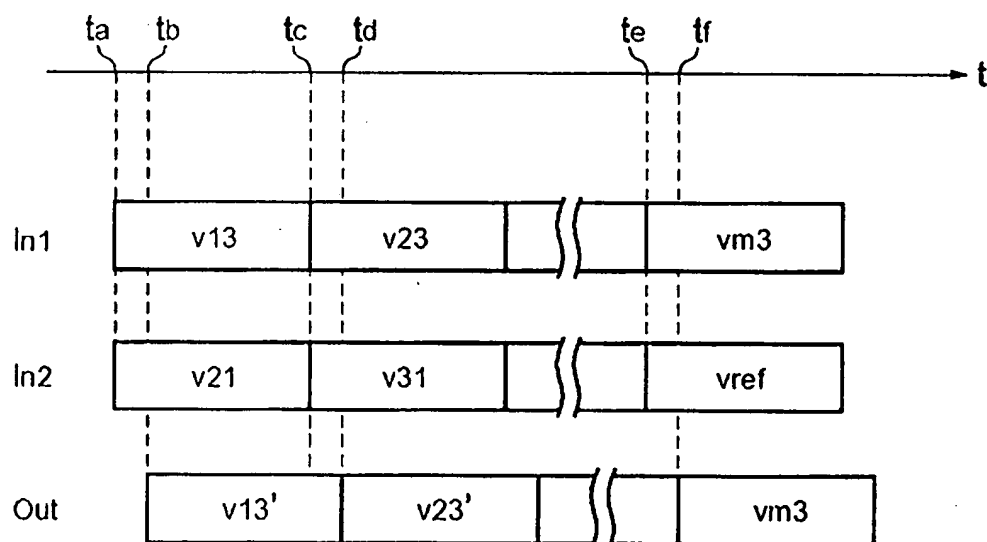 ta tb tc td te tf
t
In1 v13 v23 vm3
In2 v21 v31 vref
Out v13' v23' vm3